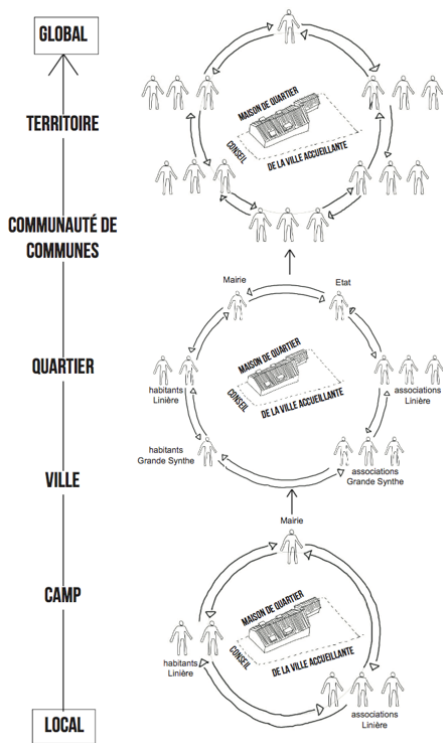 GLOBAL
TERRITOIRE
COMMUNAUTÉ DE
COMMUNES
QUARTIER
VILLE
CAMP
LOCAL
MAISON DE QUARTIER
CONSEIL
DE LA VILLE ACCUEILLANTE
Mairie
Etat
MAISON DE QUARTIER
habitants
Linière
CONSEIL
DE LA VILLE ACCUEILLANTE
associations
Linière
habitants
Grande Synthe
associations
Grande Synthe
Mairie
MAISON DE QUARTIER
habitants
Linière
CONSEIL
DE LA VILLE ACCUEILLANTE
associations
Linière